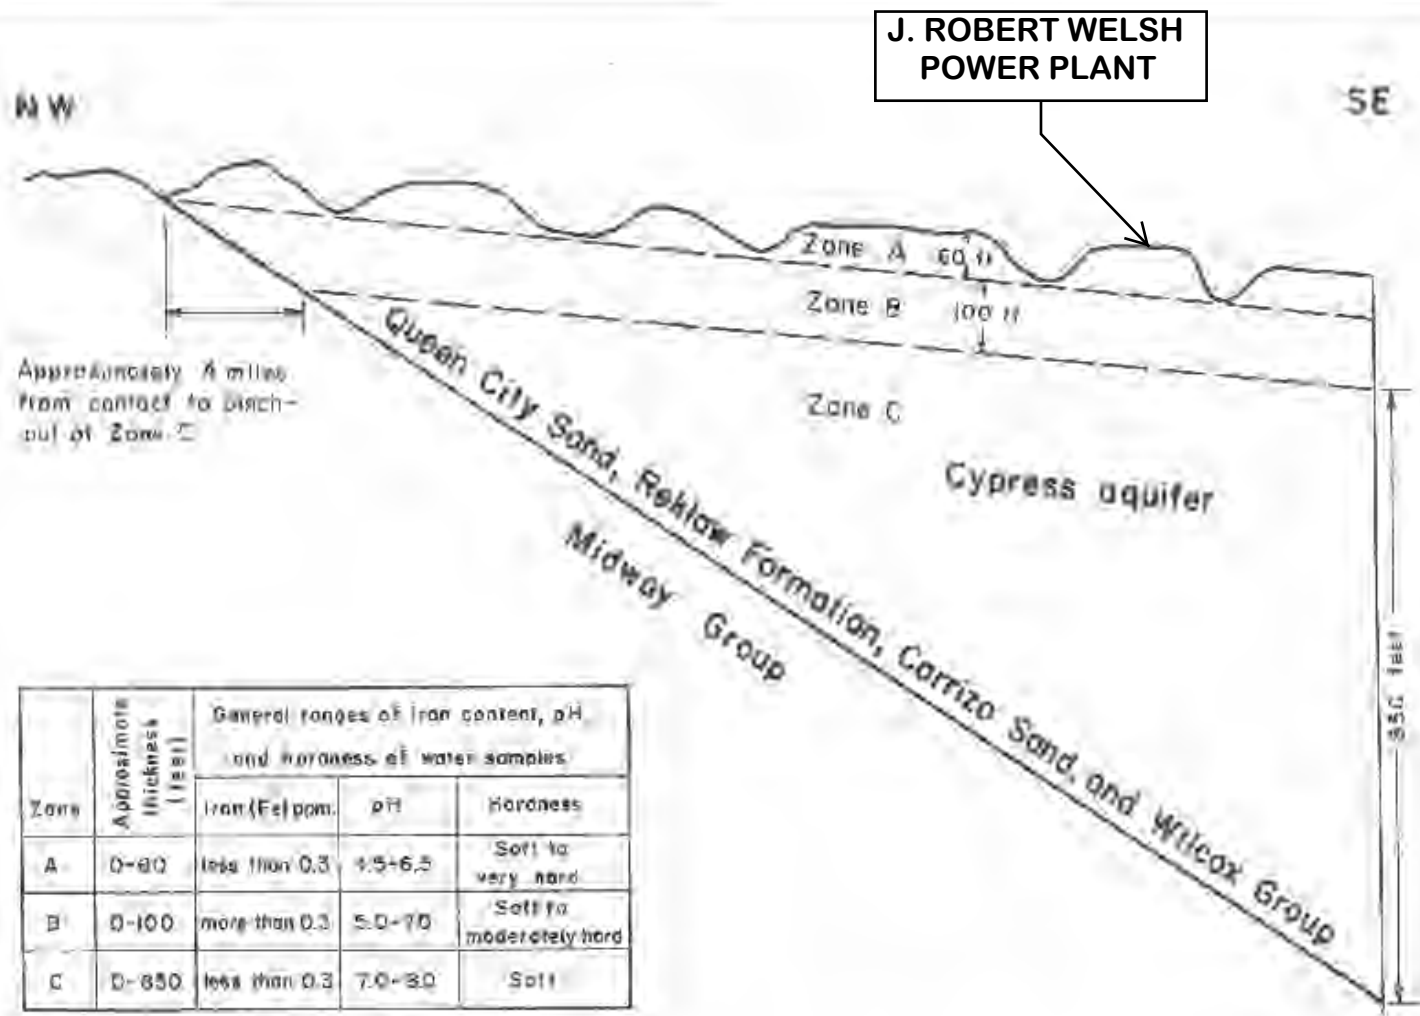 J. ROBERT WELSH
POWER PLANT
NW
SE
Zone A 60 ft
Zone B 100 ft
Zone C
Cypress aquifer
Approximately miles
from contact to pinch-
out of Zone C
Queen City Sand, Reklaw Formation, Carrizo Sand, and Wilcox Group
Midway Group
feet
Zone
Approximate
thickness
(feet)
General ranges of iron content, pH,
and hardness of water samples
Iron (Fe) ppm.
pH
Hardness
A 0-60 less than 0.3 4.5-6.5 Soft to
very hard
B 0-100 more than 0.3 5.0-7.0 Soft to
moderately hard
C 0-850 less than 0.3 7.0-8.0 Soft